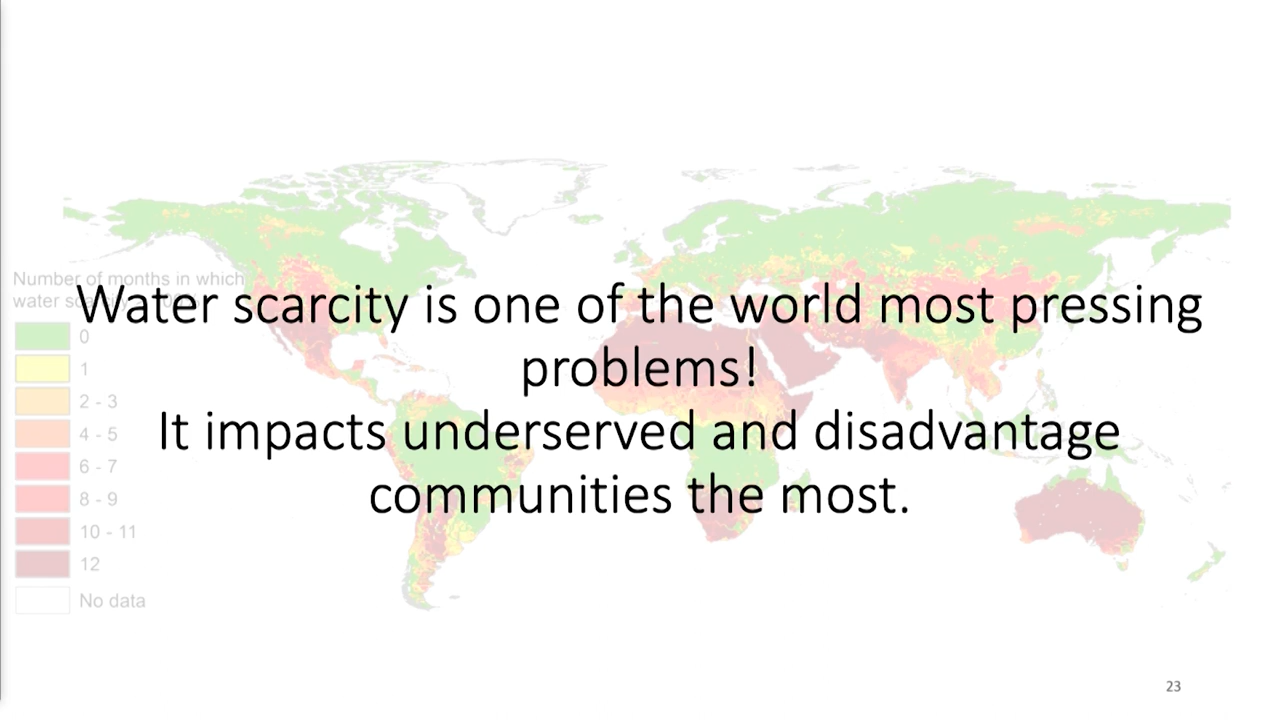 Number of months in which
water
Water scarcity is one of the world most pressing
problems!
It impacts underserved and disadvantage
communities the most.
0
1
2 - 3
4 - 5
6 - 7
8 - 9
10 - 11
12
No data
23